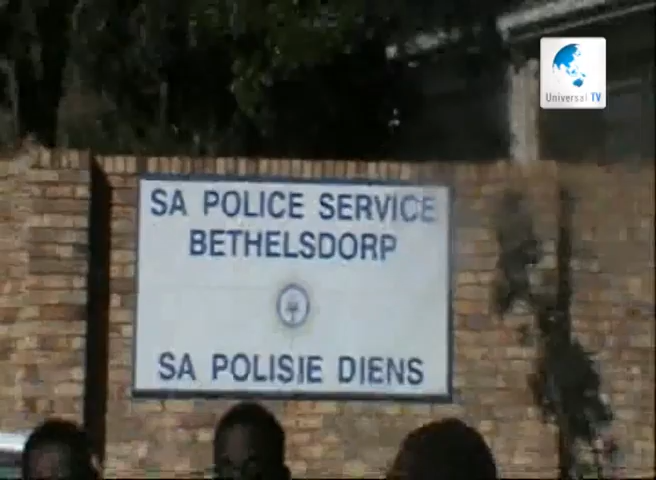 Universal TV
SA POLICE SERVICE
BETHELSDORP
SA POLISIE DIENS